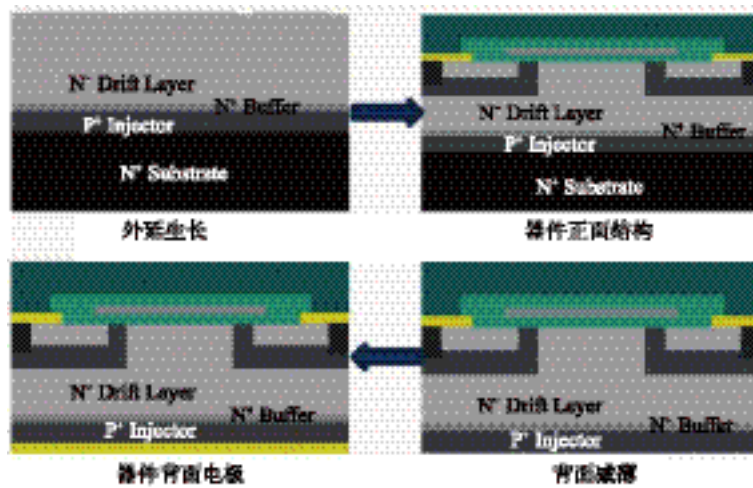 N⁻ Drift Layer
N⁺ Buffer
P⁺ Injector
N⁺ Substrate
外延生长
N⁻ Drift Layer
N⁺ Buffer
P⁺ Injector
N⁺ Substrate
器件正面结构
N⁻ Drift Layer
N⁺ Buffer
P⁺ Injector
器件背面电极
N⁻ Drift Layer
N⁺ Buffer
P⁺ Injector
背面减薄